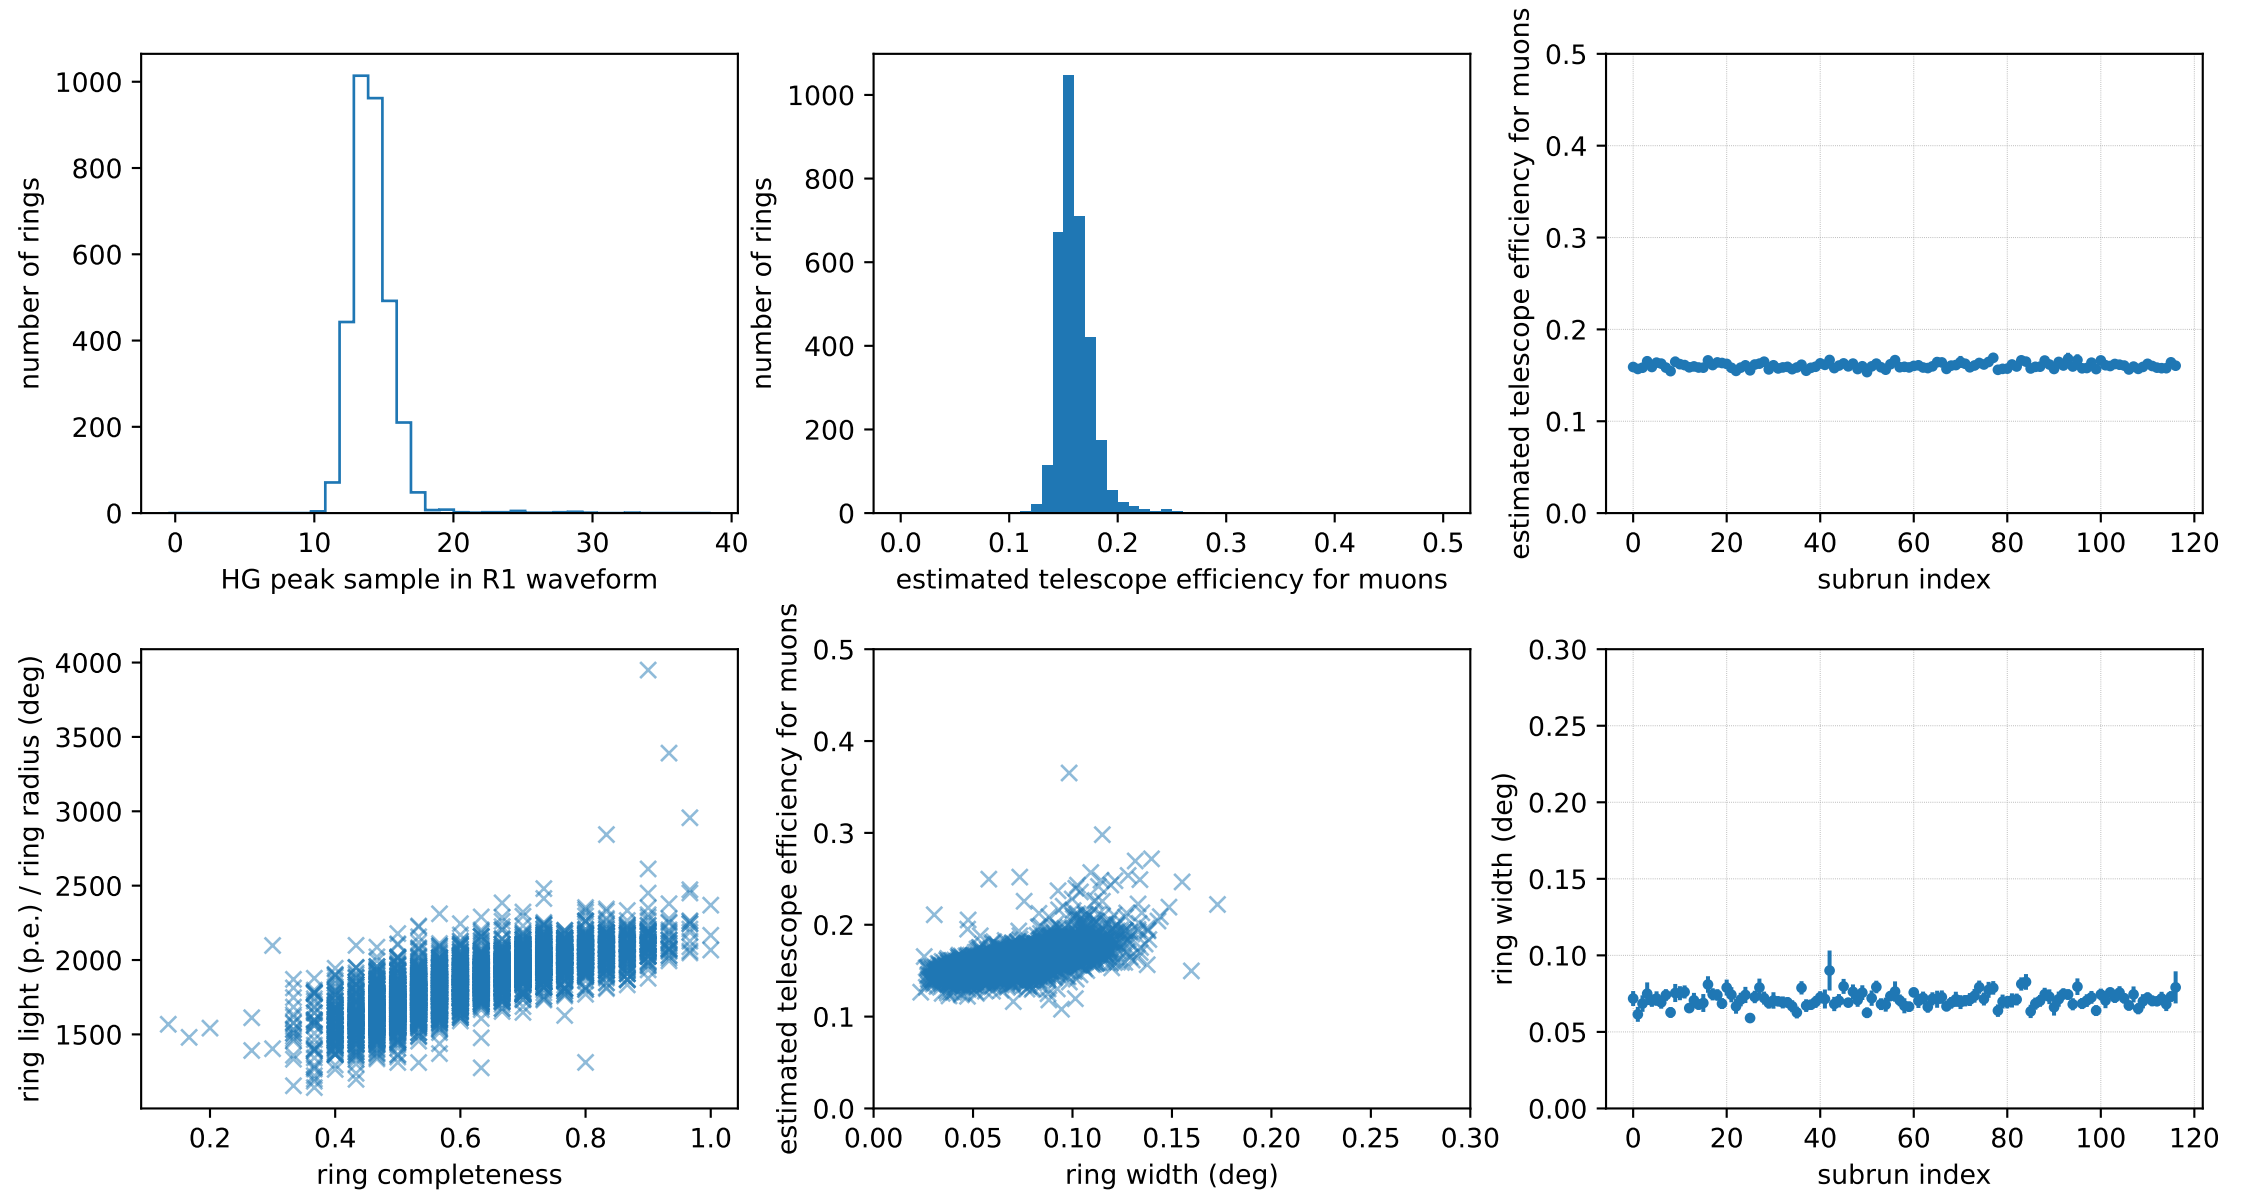 1000
800
600
400
200
0
number of rings
0 10 20 30 40
HG peak sample in R1 waveform
1000
800
600
400
200
0
number of rings
0.0 0.1 0.2 0.3 0.4 0.5
estimated telescope efficiency for muons
0.5
0.4
0.3
0.2
0.1
0.0
estimated telescope efficiency for muons
0 20 40 60 80 100 120
subrun index
4000
3500
3000
2500
2000
1500
ring light (p.e.) / ring radius (deg)
0.2 0.4 0.6 0.8 1.0
ring completeness
0.5
0.4
0.3
0.2
0.1
0.0
estimated telescope efficiency for muons
0.00 0.05 0.10 0.15 0.20 0.25 0.30
ring width (deg)
0.30
0.25
0.20
0.15
0.10
0.05
0.00
ring width (deg)
0 20 40 60 80 100 120
subrun index